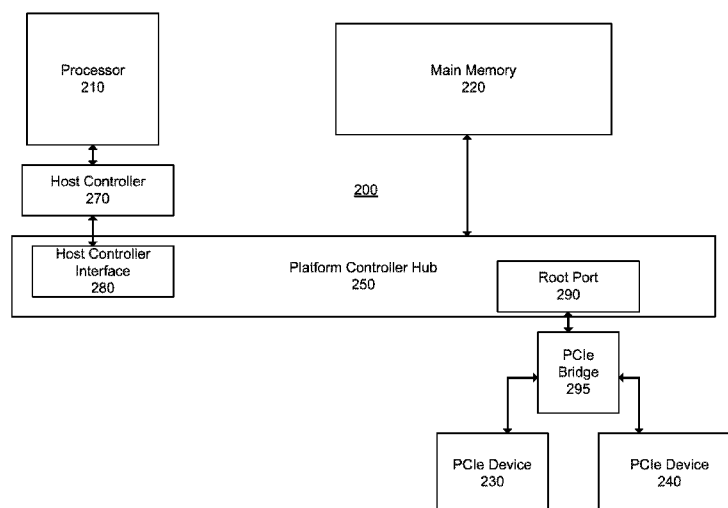 Processor
210
Main Memory
220
Host Controller
270
200
Host Controller
Interface
280
Platform Controller Hub
250
Root Port
290
PCIe
Bridge
295
PCIe Device
230
PCIe Device
240